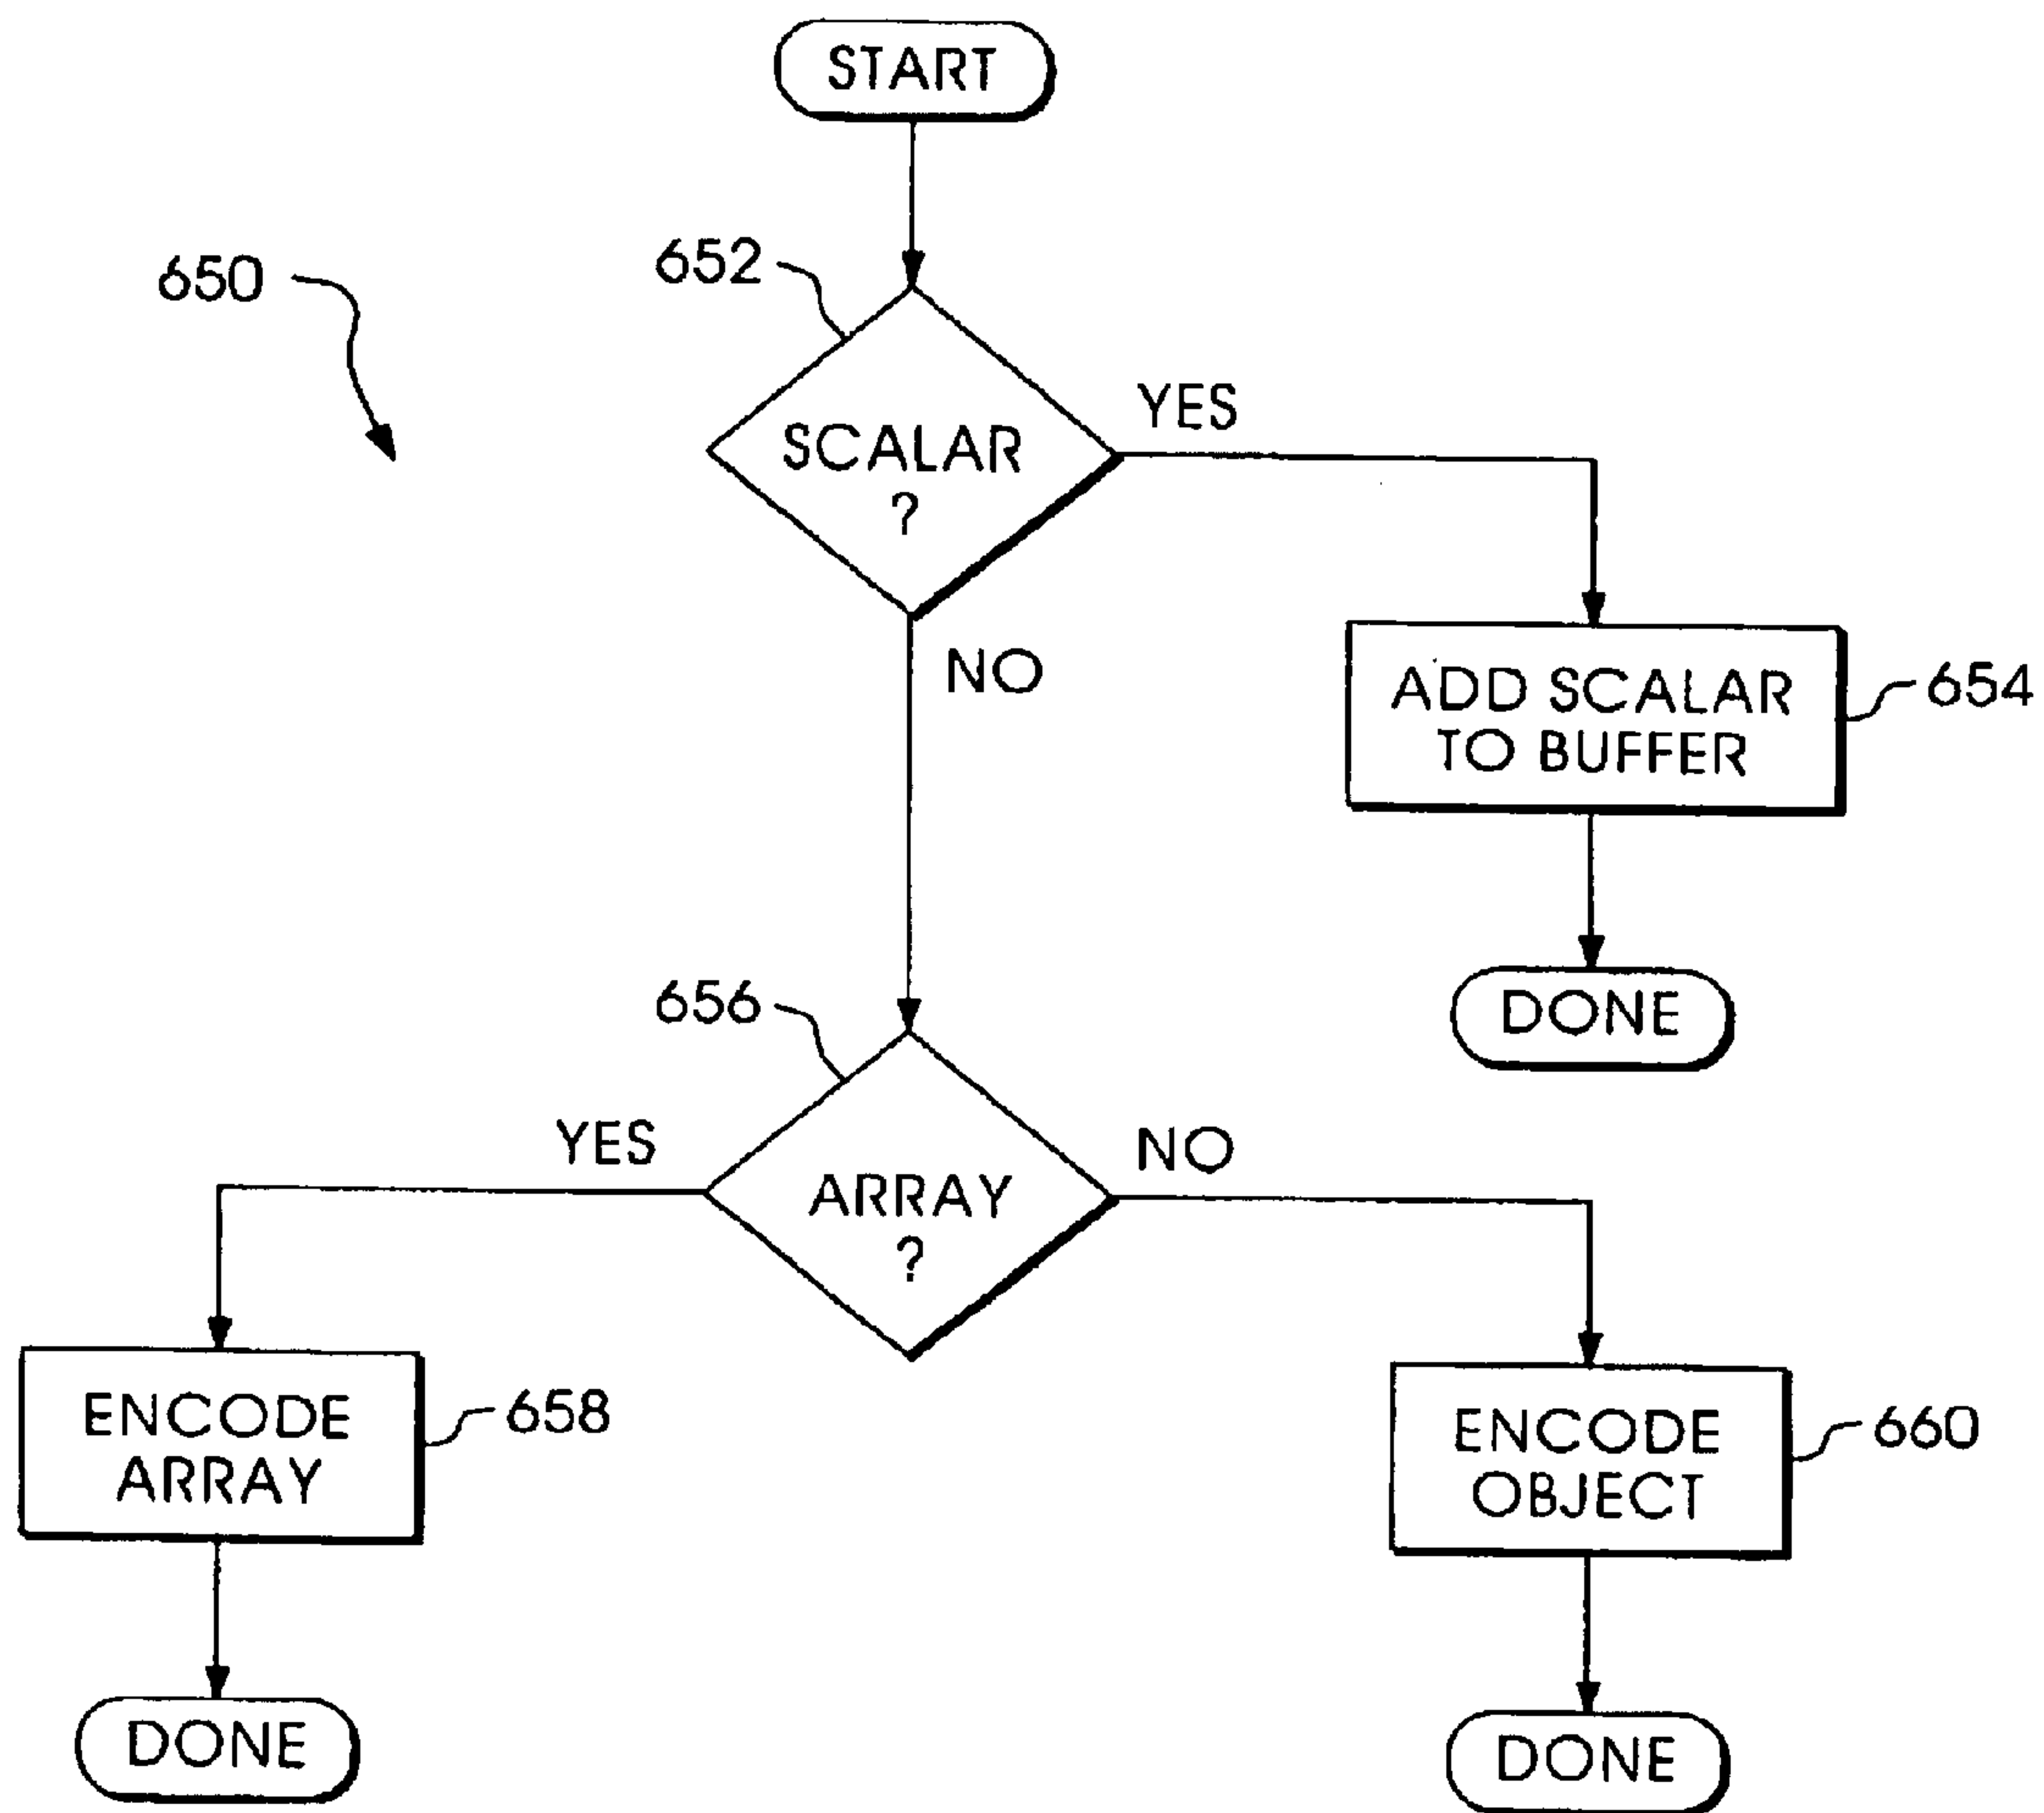 START
652
650
YES
SCALAR
?
NO
ADD SCALAR
TO BUFFER
654
656
DONE
YES
NO
ARRAY
?
ENCODE
ARRAY
658
ENCODE
OBJECT
660
DONE
DONE